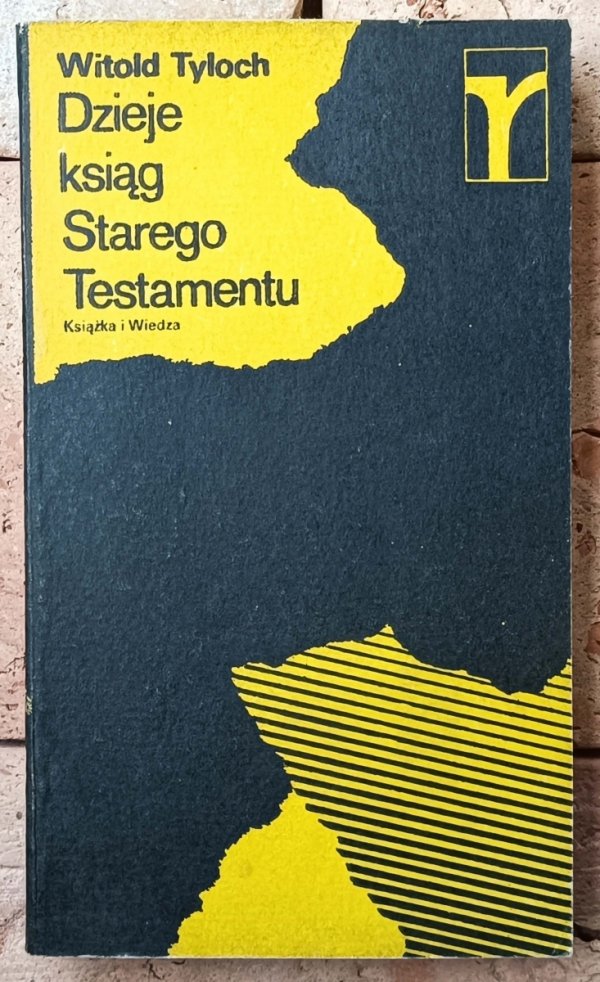 Witold Tyloch
Dzieje
ksiąg
Starego
Testamentu
Książka i Wiedza
r